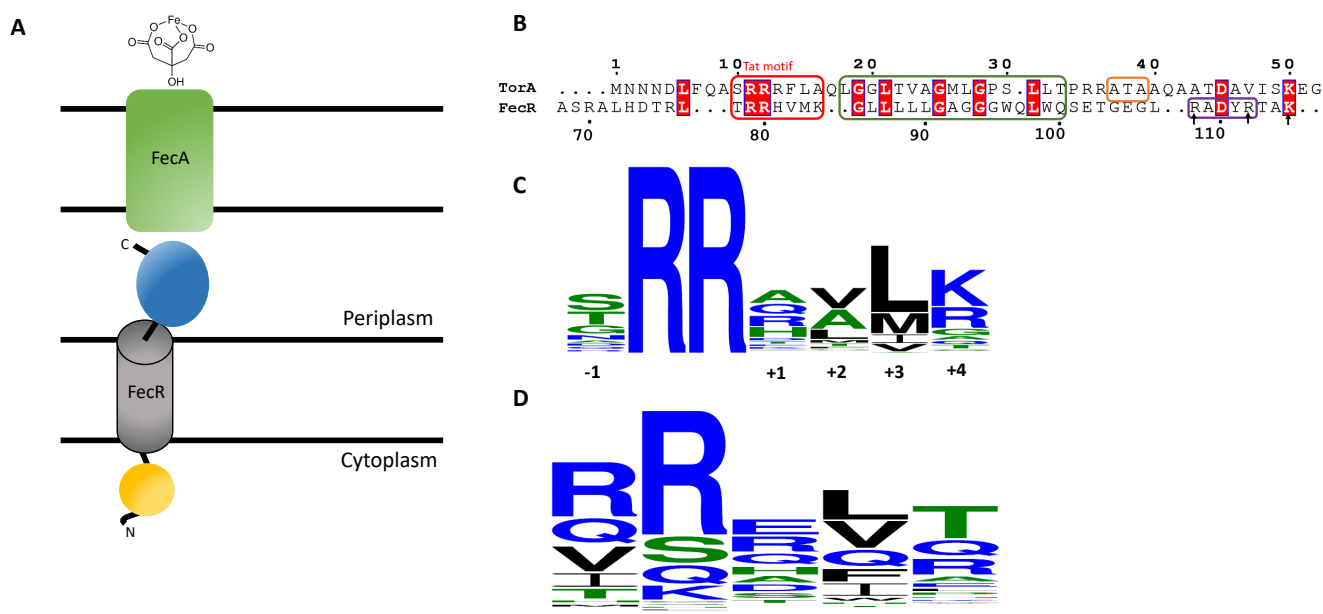 A
Fe
O
O
O
O
O
O
OH
FecA
C
Periplasm
FecR
Cytoplasm
N
B
1 10 Tat motif 20 30 40 50
TorA ....MNNNDLFQASRRRFLAQLGGLTVAGMLGPS.LLTPRRATAAQAATDAVISKEG
FecR ASRALHDTRL...TRRHVMK..GLLLLLGAGGGWQLWQSETGEGL..RADYRTAK..
70 80 90 100 110
C
S R R A V L K
T Q A M R
G R I G
H V
-1 +1 +2 +3 +4
D
R R E L T
Q S R V Q
V Q Q Q R
I K H F A
T A I
D